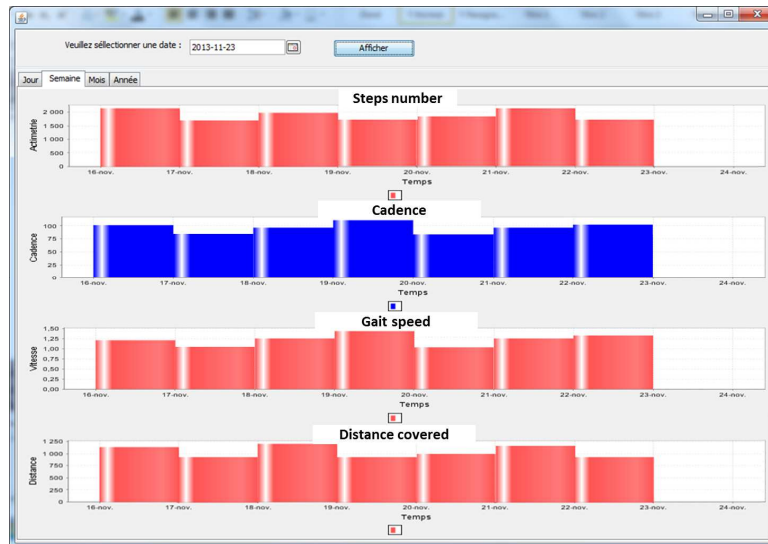 Veuillez sélectionner une date :
2013-11-23
Afficher
Jour Semaine Mois Année
Steps number
Actimetrie
2 000
1 500
1 000
500
0
16-nov. 17-nov. 18-nov. 19-nov. 20-nov. 21-nov. 22-nov. 23-nov. 24-nov.
Temps
Cadence
Cadence
100
75
50
25
0
16-nov. 17-nov. 18-nov. 19-nov. 20-nov. 21-nov. 22-nov. 23-nov. 24-nov.
Temps
Gait speed
Vitesse
1,50
1,25
1,00
0,75
0,50
0,25
0,00
16-nov. 17-nov. 18-nov. 19-nov. 20-nov. 21-nov. 22-nov. 23-nov. 24-nov.
Temps
Distance covered
Distance
1 250
1 000
750
500
250
0
16-nov. 17-nov. 18-nov. 19-nov. 20-nov. 21-nov. 22-nov. 23-nov. 24-nov.
Temps